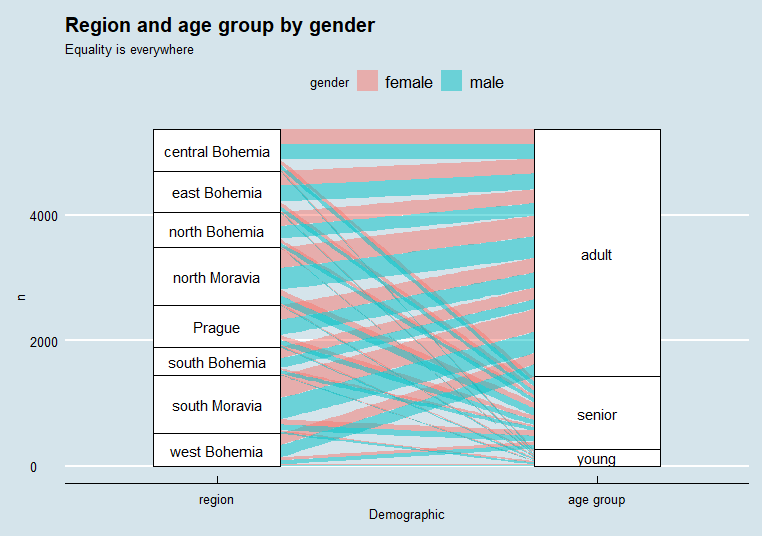 Region and age group by gender
Equality is everywhere
gender female male
central Bohemia
east Bohemia
north Bohemia
north Moravia
Prague
south Bohemia
south Moravia
west Bohemia
adult
senior
young
4000
2000
0
n
region age group
Demographic